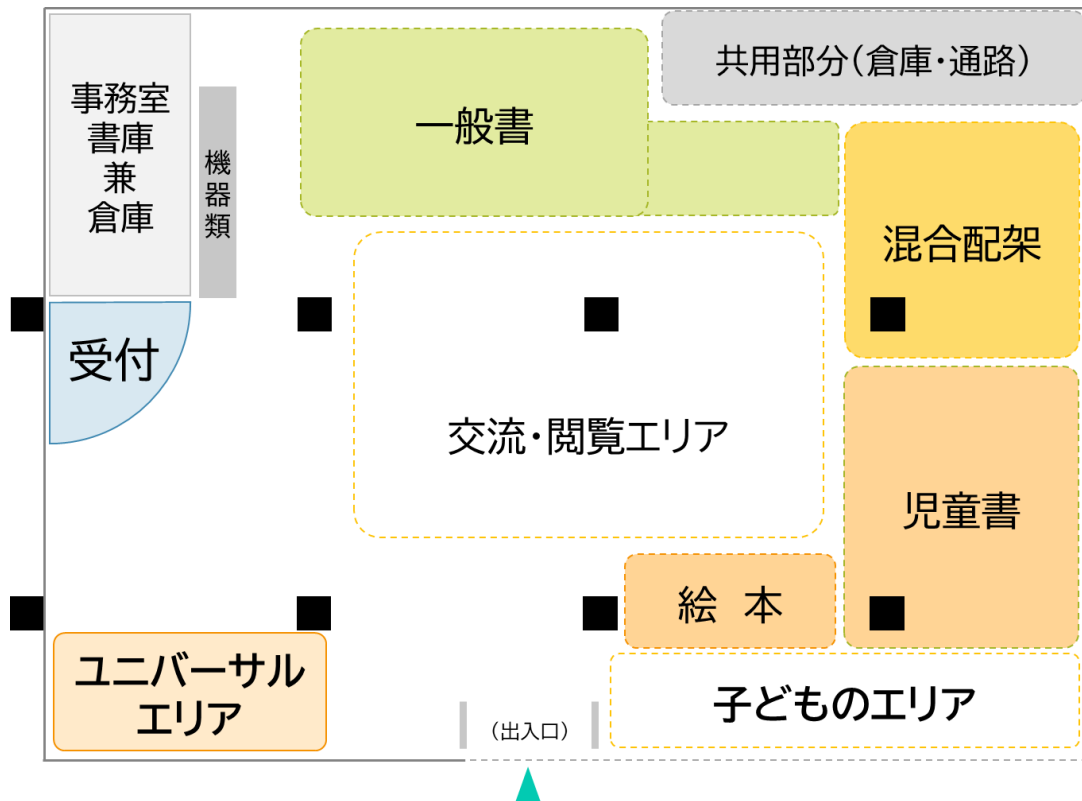 共用部分(倉庫・通路)
事務室
書庫
兼
倉庫
機
器
類
一般書
混合配架
受付
交流・閲覧エリア
児童書
絵　本
ユニバーサル
エリア
子どものエリア
(出入口)